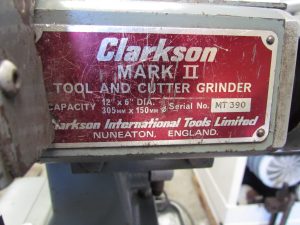 Clarkson
MARK II
TOOL AND CUTTER GRINDER
CAPACITY 12" x 6" DIA. Serial No. MT 390
305MM x 150MM ø
Clarkson International Tools Limited
NUNEATON, ENGLAND.